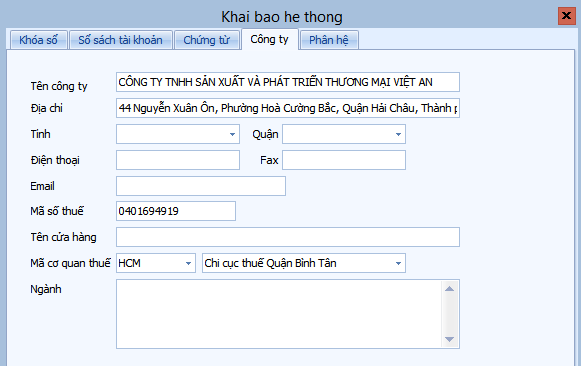 Khai bao he thong
Khóa sổ Sổ sách tài khoản Chứng từ Công ty Phân hệ
Tên công ty CÔNG TY TNHH SẢN XUẤT VÀ PHÁT TRIỂN THƯƠNG MẠI VIỆT AN
Địa chỉ 44 Nguyễn Xuân Ôn, Phường Hoà Cường Bắc, Quận Hải Châu, Thành
Tỉnh Quận
Điện thoại Fax
Email
Mã số thuế 0401694919
Tên cửa hàng
Mã cơ quan thuế HCM Chi cục thuế Quận Bình Tân
Ngành